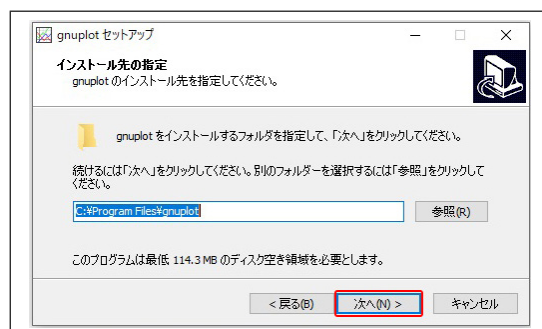 gnuplot セットアップ
インストール先の指定
gnuplot のインストール先を指定してください。
gnuplot をインストールするフォルダを指定して、「次へ」をクリックしてください。
続けるには「次へ」をクリックしてください。別のフォルダーを選択するには「参照」をクリックして
ください。
C:¥Program Files¥gnuplot
参照(R)
このプログラムは最低 114.3 MB のディスク空き領域を必要とします。
< 戻る(B)
次へ(N) >
キャンセル